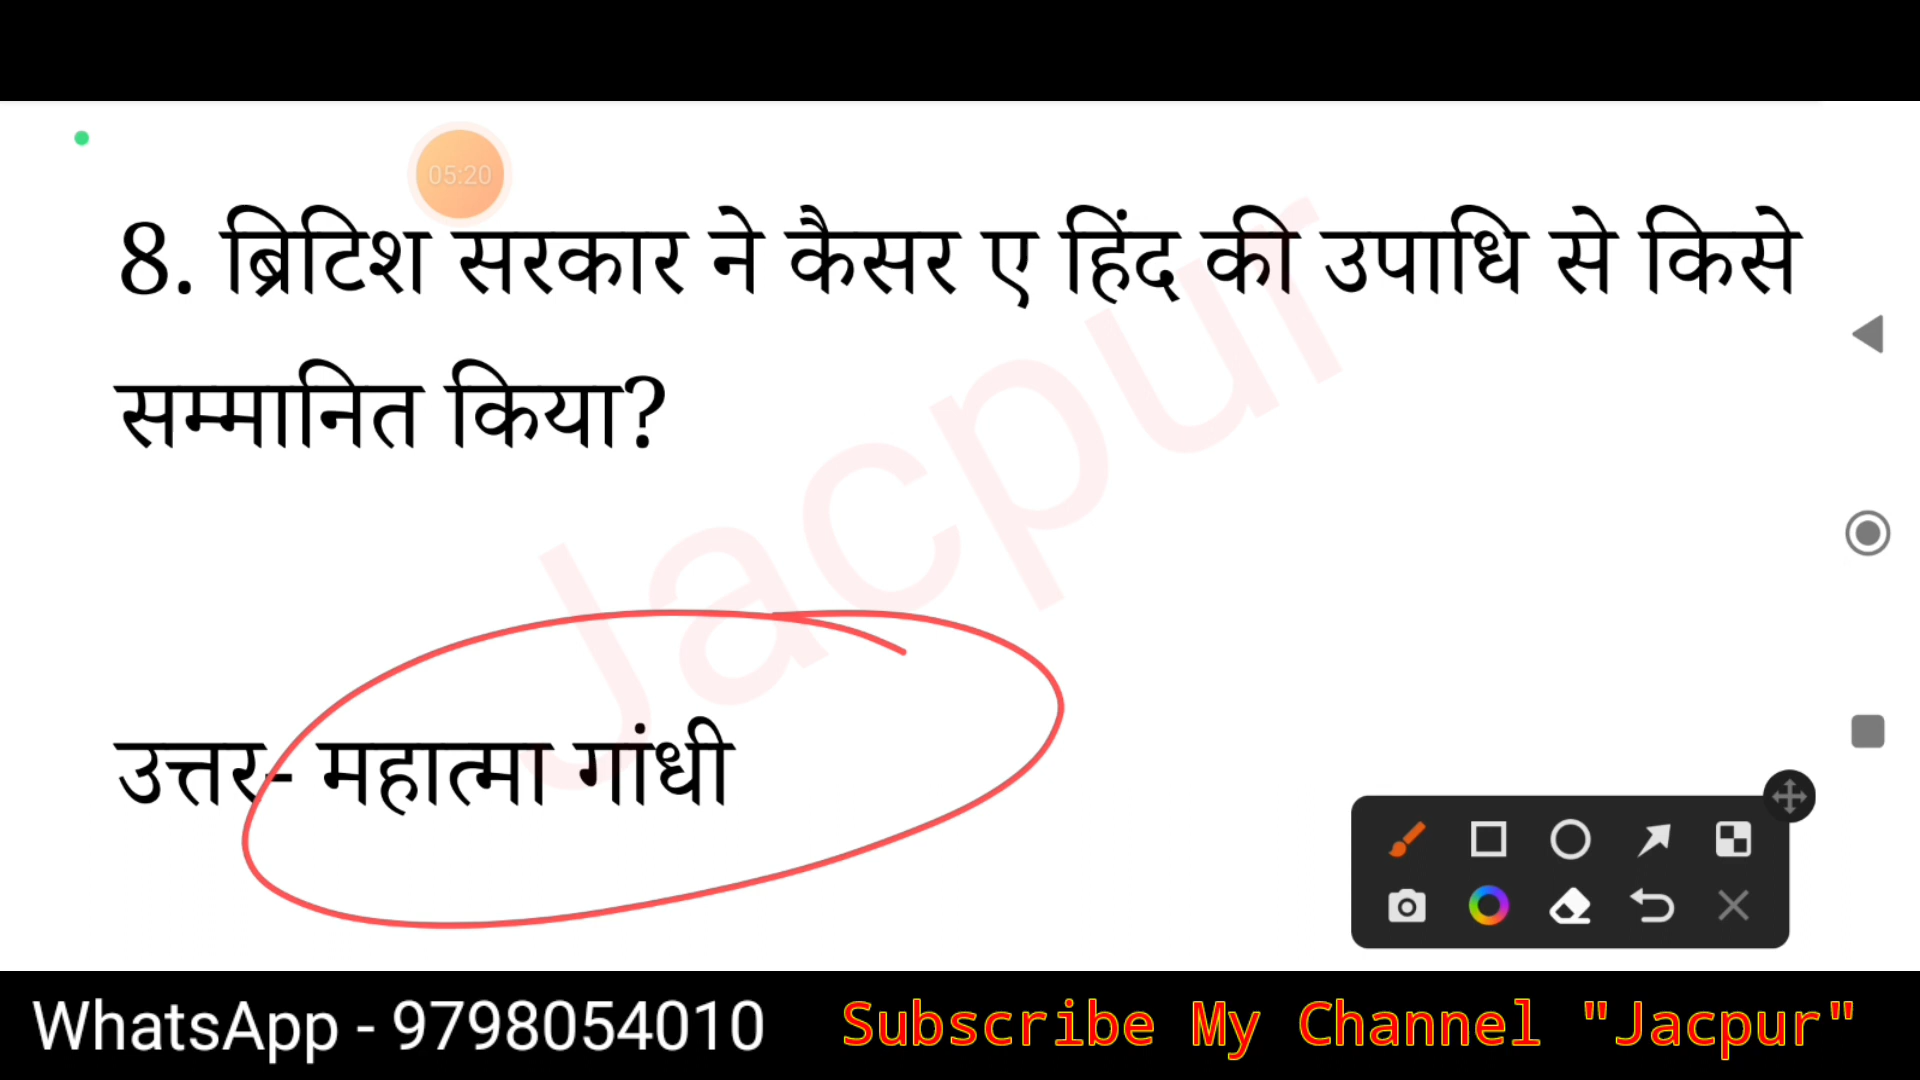 05:20
8. ब्रिटिश सरकार ने कैसर ए हिंद की उपाधि से किसे
सम्मानित किया?
Jacpur
उत्तर- महात्मा गांधी
WhatsApp - 9798054010
Subscribe My Channel "Jacpur"